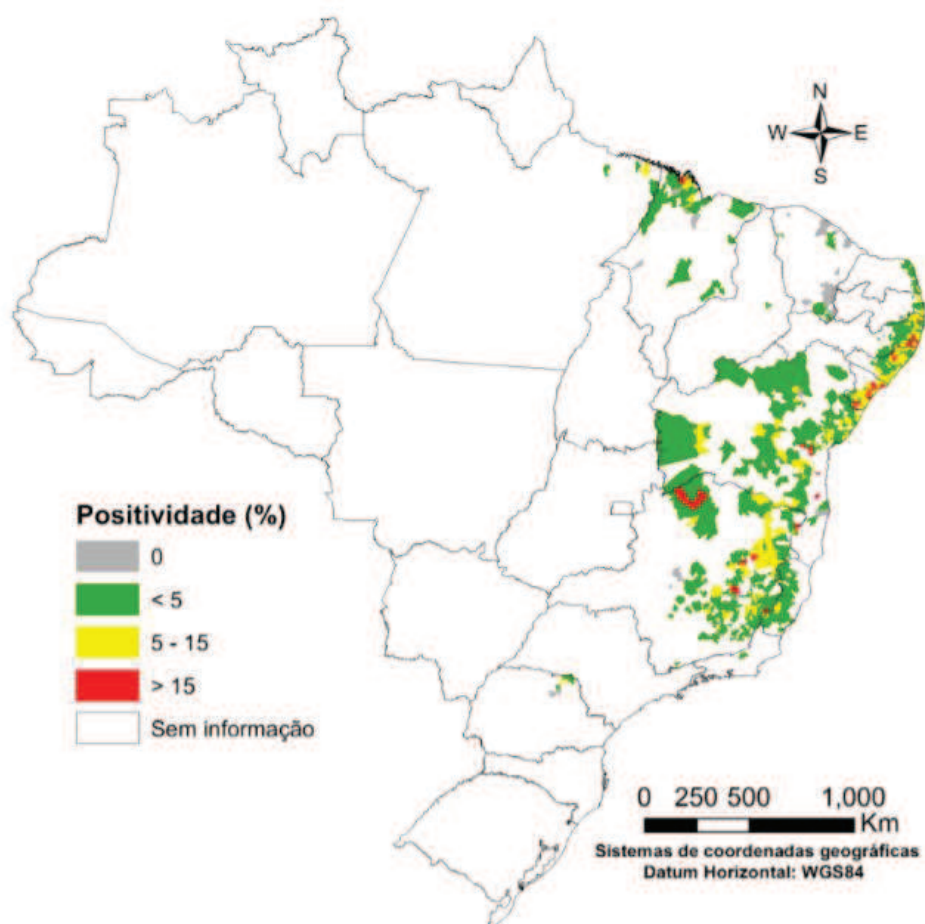 N
W E
S
Positividade (%)
0
< 5
5 - 15
> 15
Sem informação
0 250 500 1,000
Km
Sistemas de coordenadas geográficas
Datum Horizontal: WGS84